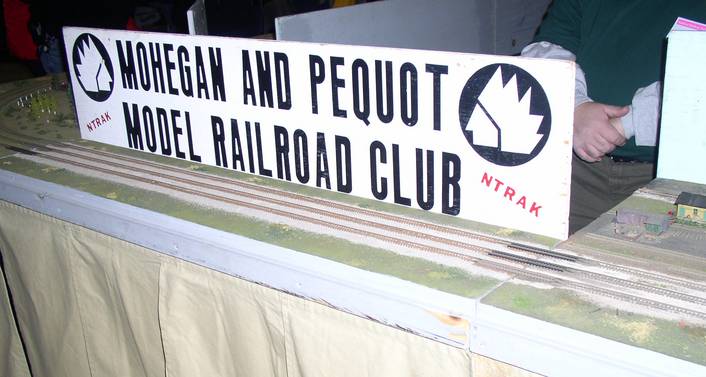 MOHEGAN AND PEQUOT
MODEL RAILROAD CLUB
NTRAK
NTRAK